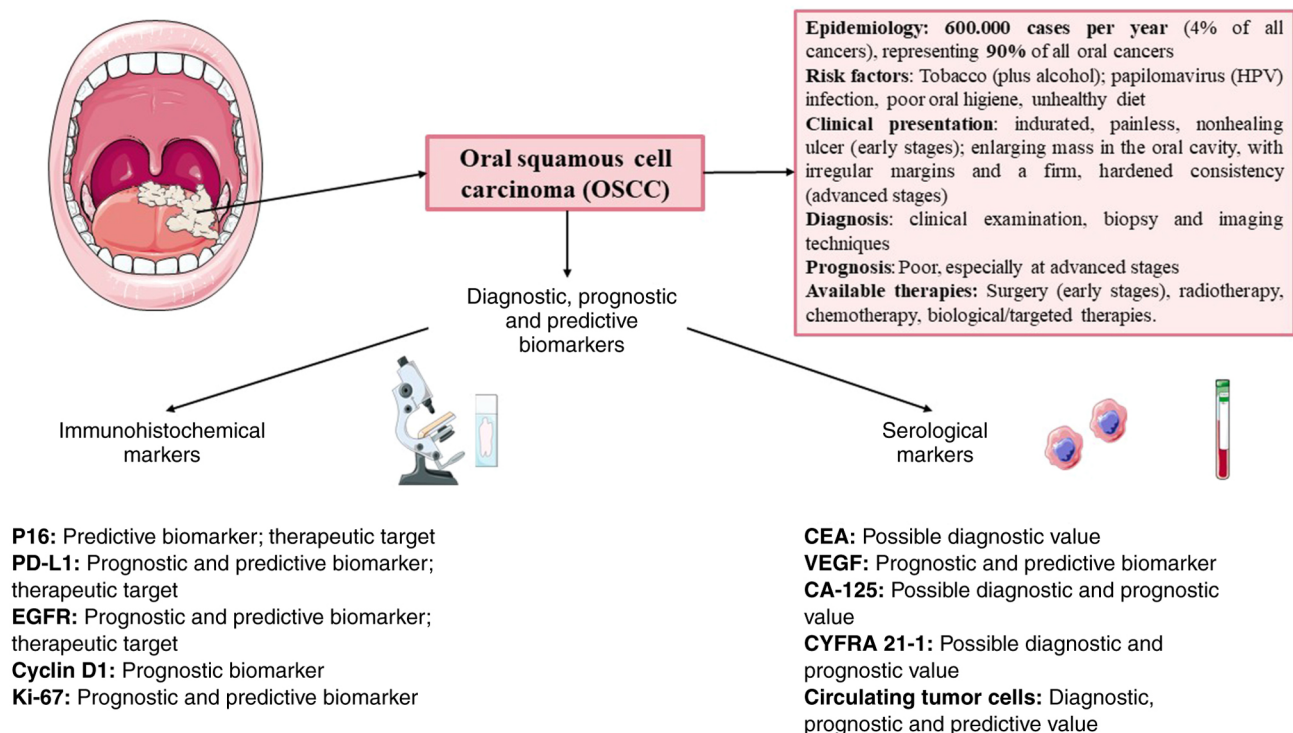 Epidemiology: 600.000 cases per year (4% of all
cancers), representing 90% of all oral cancers
Risk factors: Tobacco (plus alcohol); papilomavirus (HPV)
infection, poor oral higiene, unhealthy diet
Clinical presentation: indurated, painless, nonhealing
ulcer (early stages); enlarging mass in the oral cavity, with
irregular margins and a firm, hardened consistency
(advanced stages)
Diagnosis: clinical examination, biopsy and imaging
techniques
Prognosis: Poor, especially at advanced stages
Available therapies: Surgery (early stages), radiotherapy,
chemotherapy, biological/targeted therapies.
Oral squamous cell
carcinoma (OSCC)
Diagnostic, prognostic
and predictive
biomarkers
Immunohistochemical
markers
P16: Predictive biomarker; therapeutic target
PD-L1: Prognostic and predictive biomarker;
therapeutic target
EGFR: Prognostic and predictive biomarker;
therapeutic target
Cyclin D1: Prognostic biomarker
Ki-67: Prognostic and predictive biomarker
Serological
markers
CEA: Possible diagnostic value
VEGF: Prognostic and predictive biomarker
CA-125: Possible diagnostic and prognostic
value
CYFRA 21-1: Possible diagnostic and
prognostic value
Circulating tumor cells: Diagnostic,
prognostic and predictive value